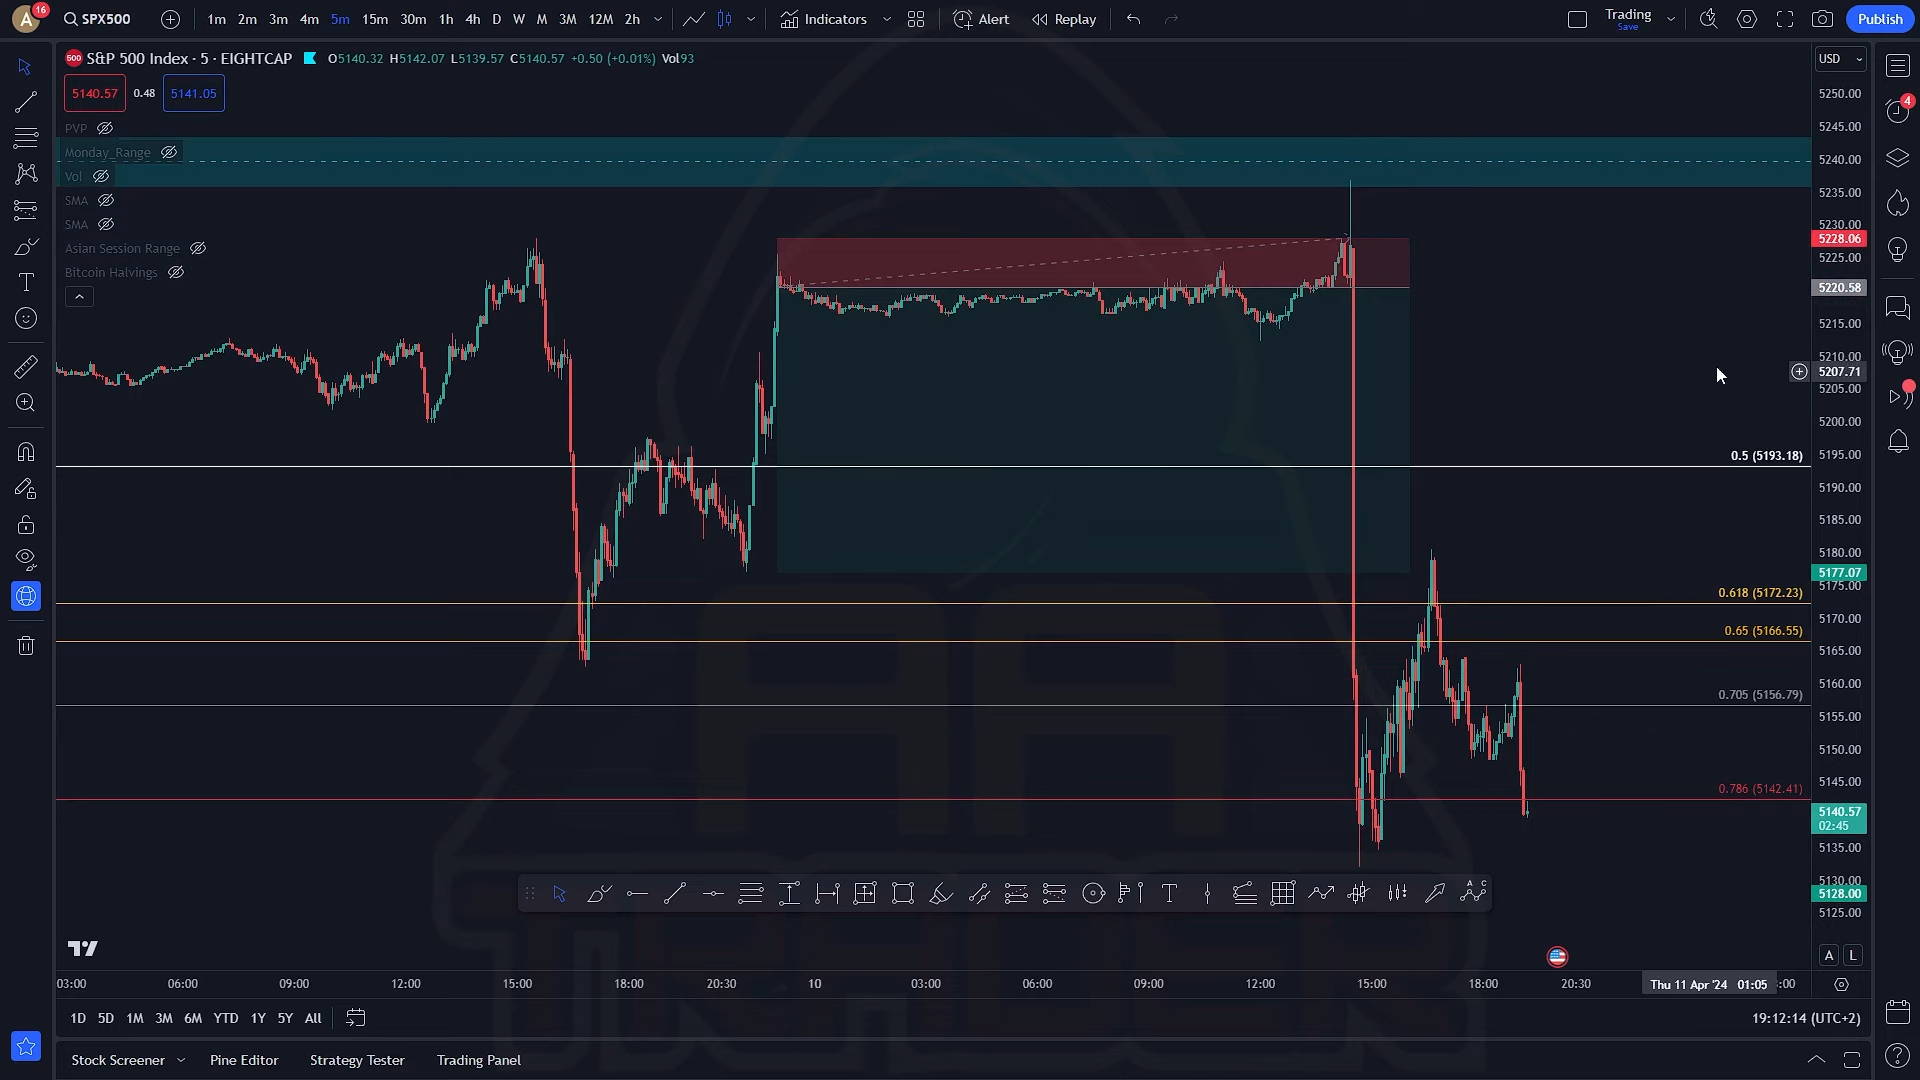 A 16 SPX500 1m 2m 3m 4m 5m 15m 30m 1h 4h D W M 3M 12M 2h Indicators Alert Replay Trading Save Publish
500 S&P 500 Index · 5 · EIGHTCAP O5140.32 H5142.07 L5139.57 C5140.57 +0.50 (+0.01%) Vol93
USD
5140.57 0.48 5141.05
PVP
Monday_Range
Vol
SMA
SMA
Asian Session Range
Bitcoin Halvings
5250.00
5245.00
5240.00
5235.00
5230.00
5228.06
5225.00
5220.58
5215.00
5210.00
5207.71
5205.00
5200.00
0.5 (5193.18)
5195.00
5190.00
5185.00
5180.00
5177.07
5175.00
0.618 (5172.23)
5170.00
0.65 (5166.55)
5165.00
5160.00
0.705 (5156.79)
5155.00
5150.00
5145.00
0.786 (5142.41)
5140.57
02:45
5135.00
5130.00
5128.00
5125.00
4
T
A C
A L
03:00 06:00 09:00 12:00 15:00 18:00 20:30 10 03:00 06:00 09:00 12:00 15:00 18:00 20:30 Thu 11 Apr '24 01:05 :00
1D 5D 1M 3M 6M YTD 1Y 5Y All 19:12:14 (UTC+2)
Stock Screener Pine Editor Strategy Tester Trading Panel
AA